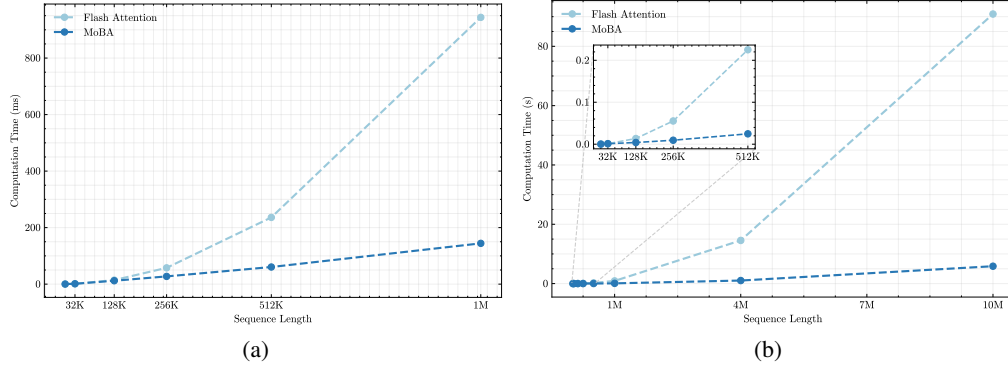 Flash Attention
MoBA
800
600
400
200
0
Computation Time (ms)
32K 128K 256K 512K 1M
Sequence Length
(a)
Flash Attention
MoBA
80
60
40
20
0
Computation Time (s)
0.2
0.1
0.0
32K 128K 256K 512K
1M 4M 7M 10M
Sequence Length
(b)